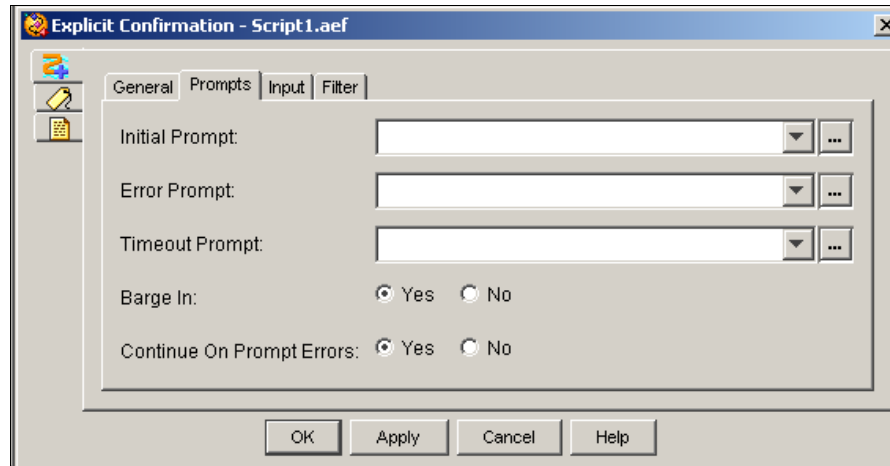 Explicit Confirmation - Script1.aef
General Prompts Input Filter
Initial Prompt: ...
Error Prompt: ...
Timeout Prompt: ...
Barge In: Yes No
Continue On Prompt Errors: Yes No
OK Apply Cancel Help